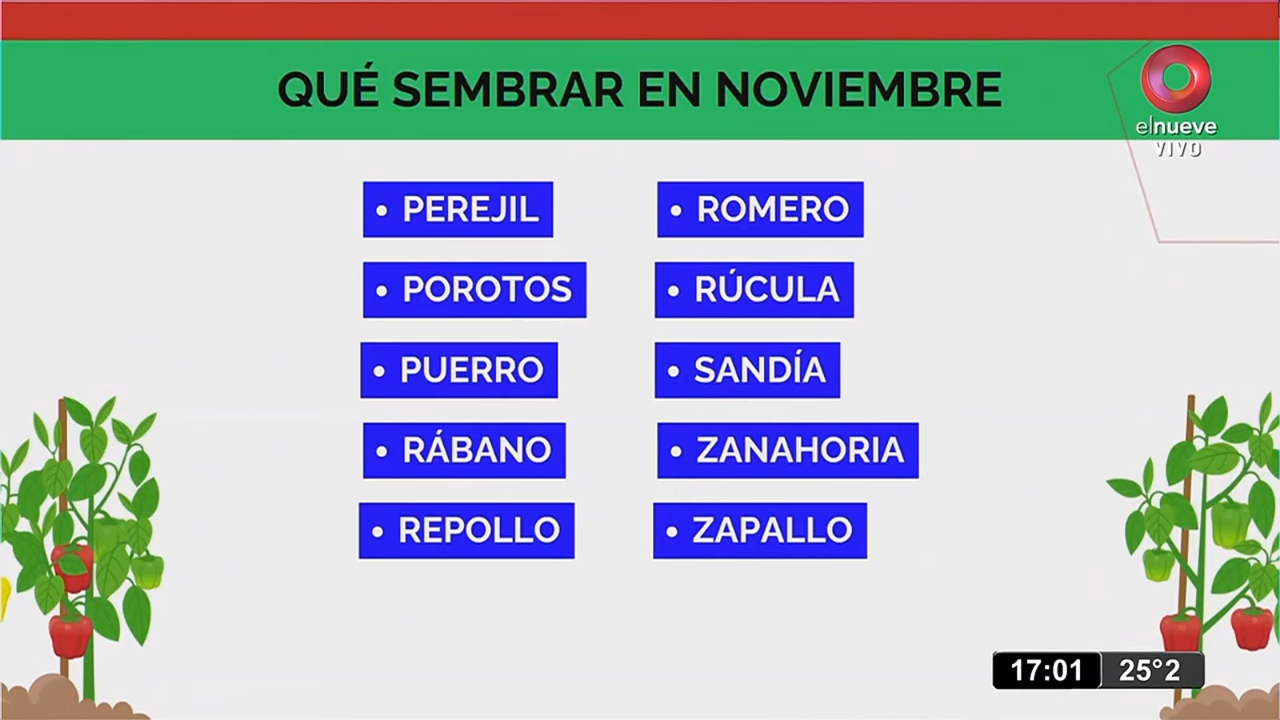 QUÉ SEMBRAR EN NOVIEMBRE
elnueve
VIVO
• PEREJIL
• POROTOS
• PUERRO
• RÁBANO
• REPOLLO
• ROMERO
• RÚCULA
• SANDÍA
• ZANAHORIA
• ZAPALLO
17:01 25°2